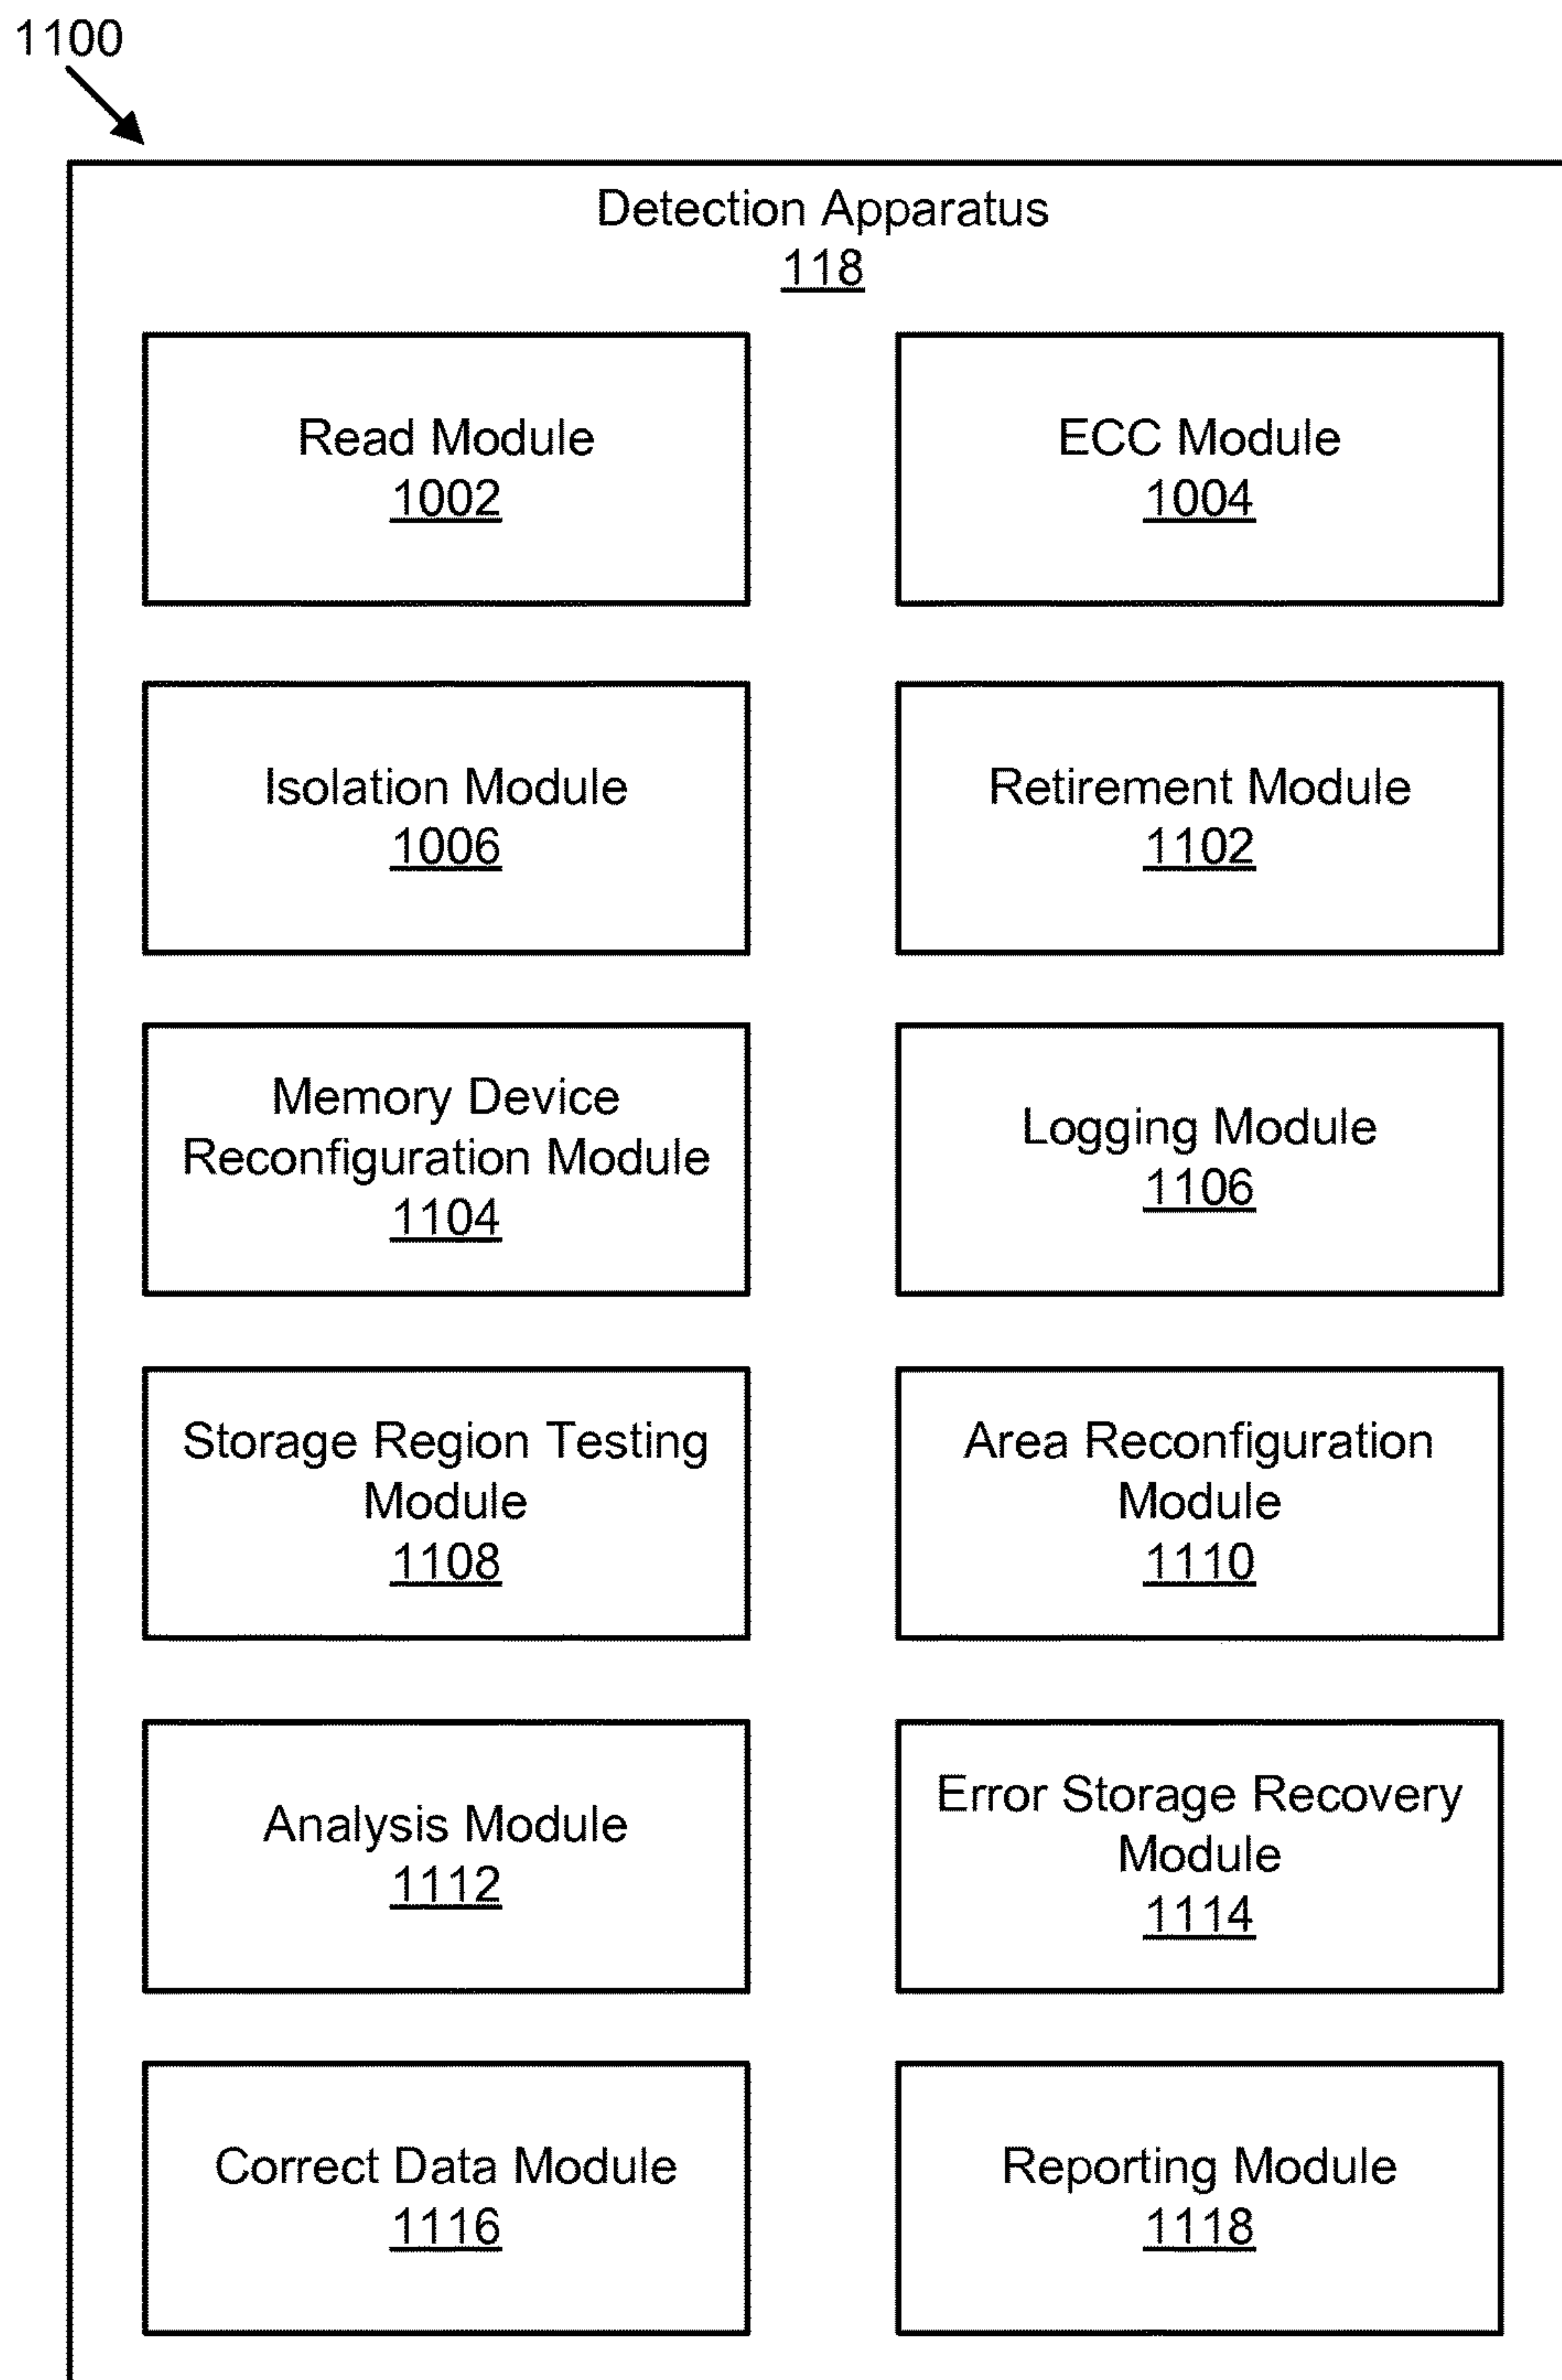 1100
Detection Apparatus
118
Read Module
1002
ECC Module
1004
Isolation Module
1006
Retirement Module
1102
Memory Device
Reconfiguration Module
1104
Logging Module
1106
Storage Region Testing
Module
1108
Area Reconfiguration
Module
1110
Analysis Module
1112
Error Storage Recovery
Module
1114
Correct Data Module
1116
Reporting Module
1118